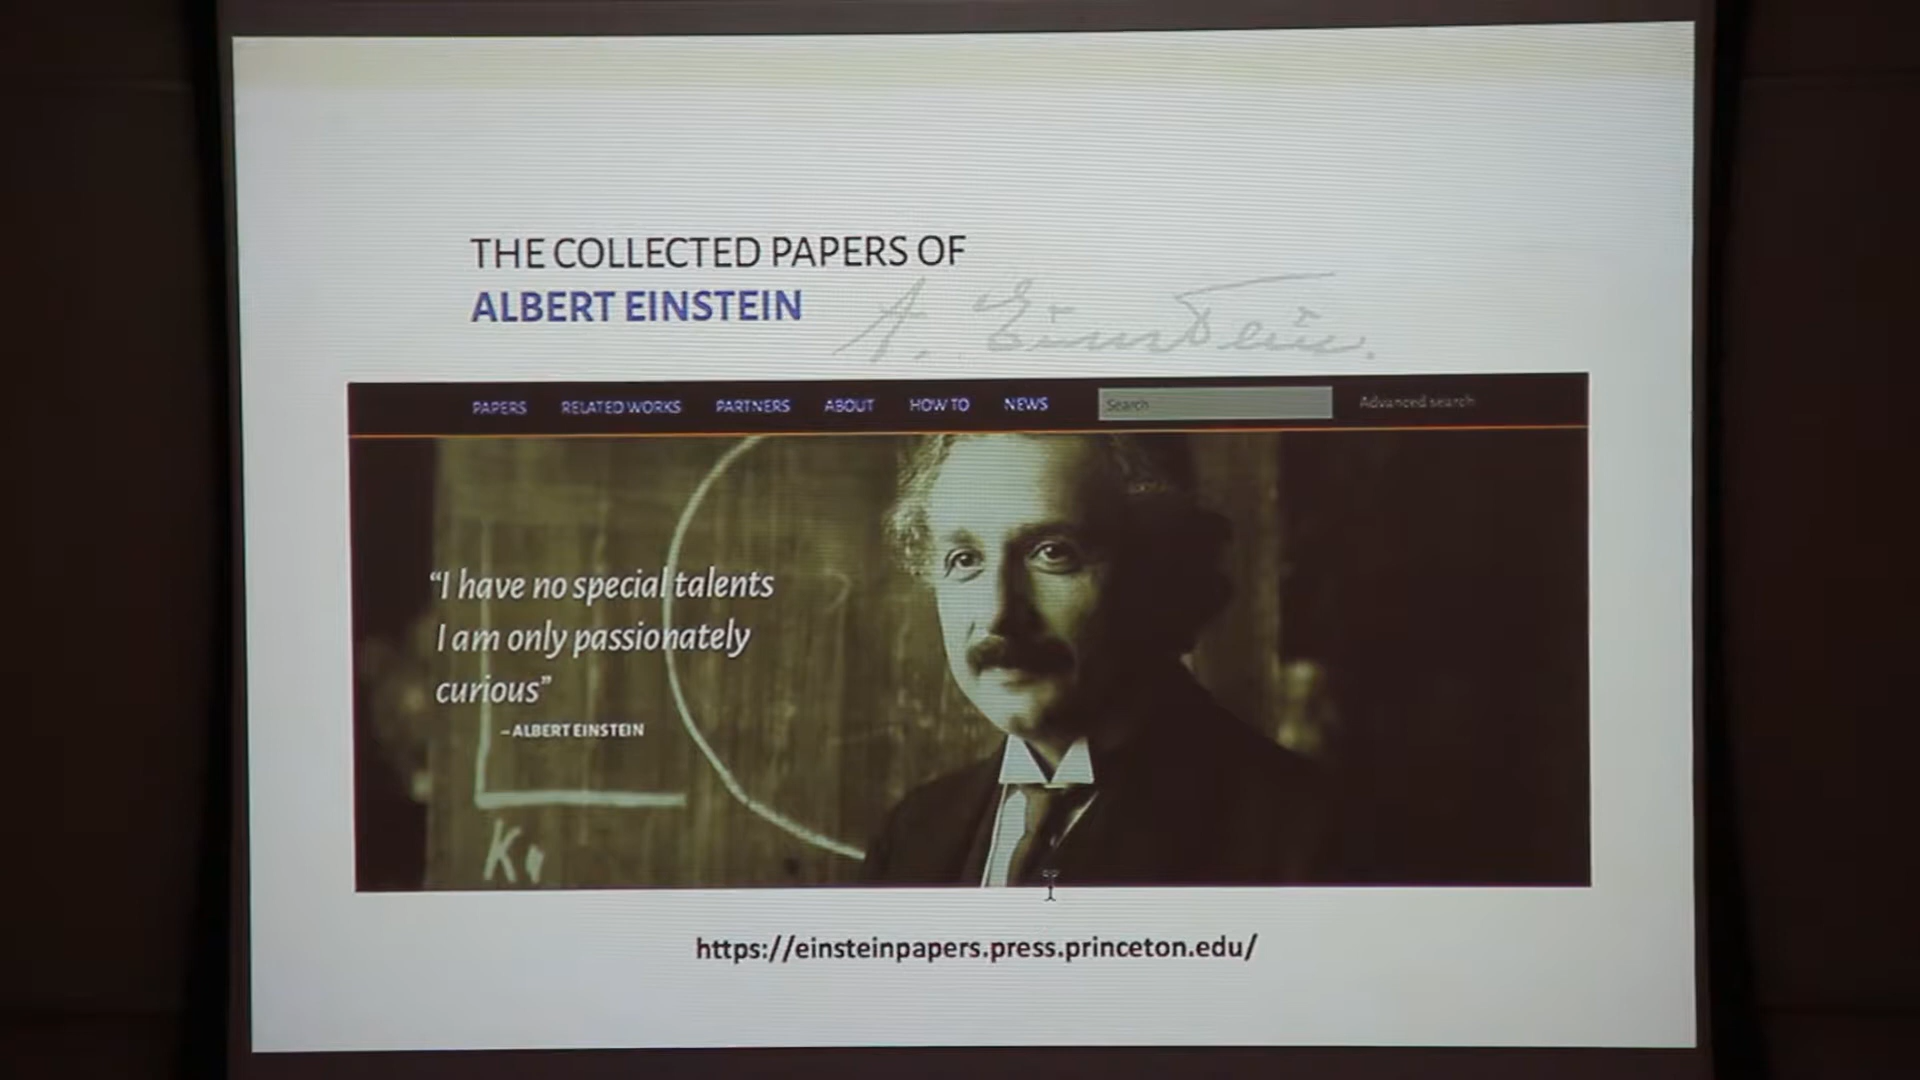 THE COLLECTED PAPERS OF
ALBERT EINSTEIN
A. Einstein.
PAPERS RELATED WORKS PARTNERS ABOUT HOW TO NEWS Search Advanced search
“I have no special talents
I am only passionately
curious”
– ALBERT EINSTEIN
K
https://einsteinpapers.press.princeton.edu/